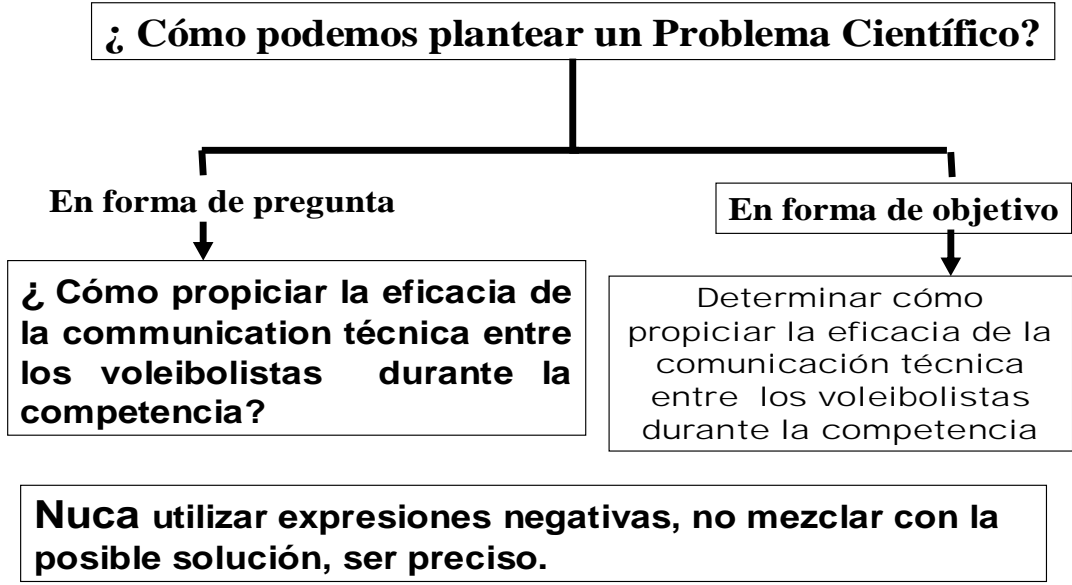 ¿ Cómo podemos plantear un Problema Científico?
En forma de pregunta
¿ Cómo propiciar la eficacia de
la communication técnica entre
los voleibolistas durante la
competencia?
En forma de objetivo
Determinar cómo
propiciar la eficacia de la
comunicación técnica
entre los voleibolistas
durante la competencia
Nuca utilizar expresiones negativas, no mezclar con la
posible solución, ser preciso.